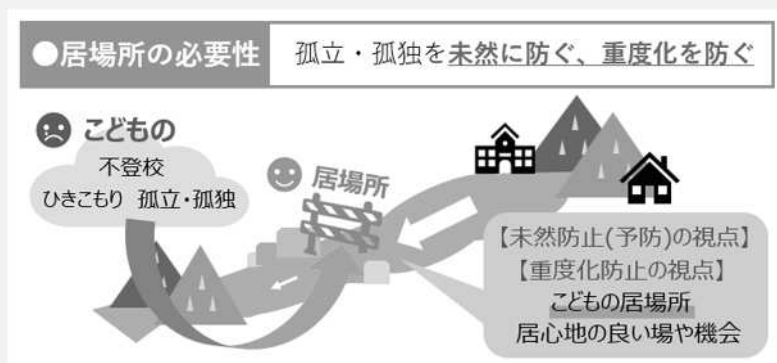 ●居場所の必要性
孤立・孤独を未然に防ぐ、重度化を防ぐ
こどもの
不登校
ひきこもり 孤立・孤独
居場所
【未然防止(予防)の視点】
【重度化防止の視点】
こどもの居場所
居心地の良い場や機会